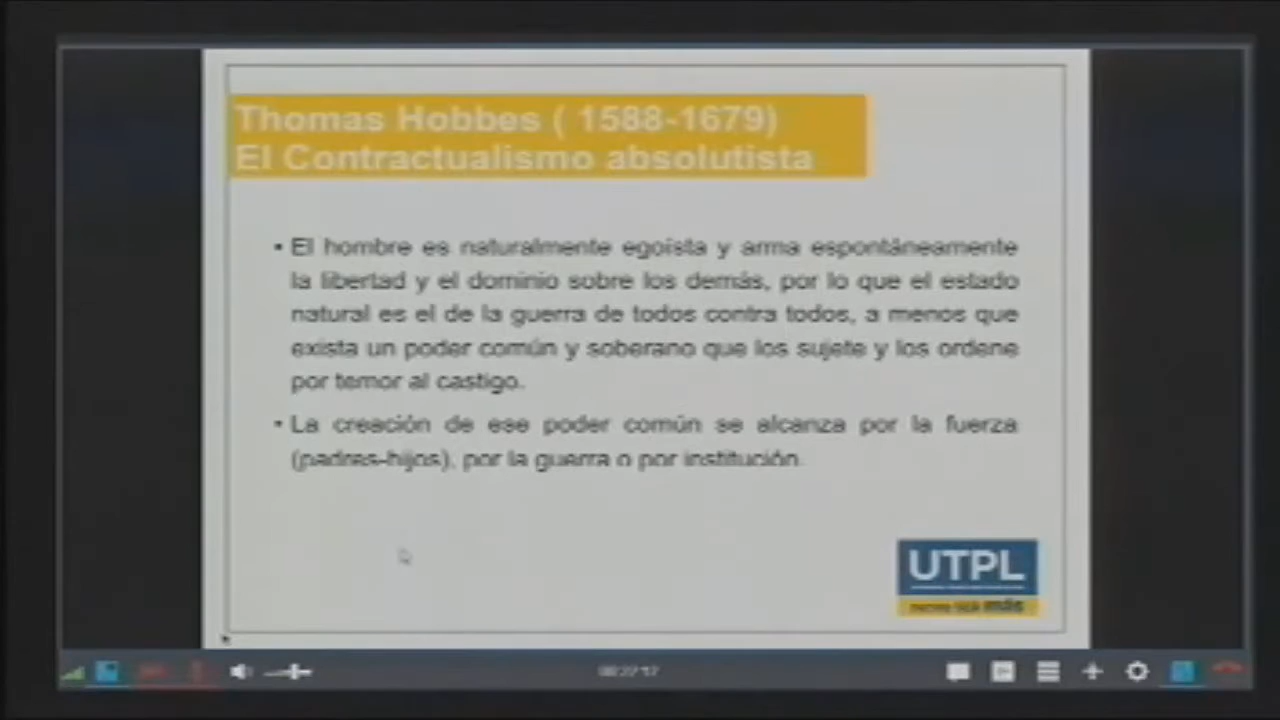 Thomas Hobbes ( 1588-1679)
El Contractualismo absolutista
• El hombre es naturalmente egoísta y arma espontáneamente
la libertad y el dominio sobre los demás, por lo que el estado
natural es el de la guerra de todos contra todos, a menos que
exista un poder común y soberano que los sujete y los ordene
por temor al castigo.
• La creación de ese poder común se alcanza por la fuerza
(padres-hijos), por la guerra o por institución.
UTPL
más